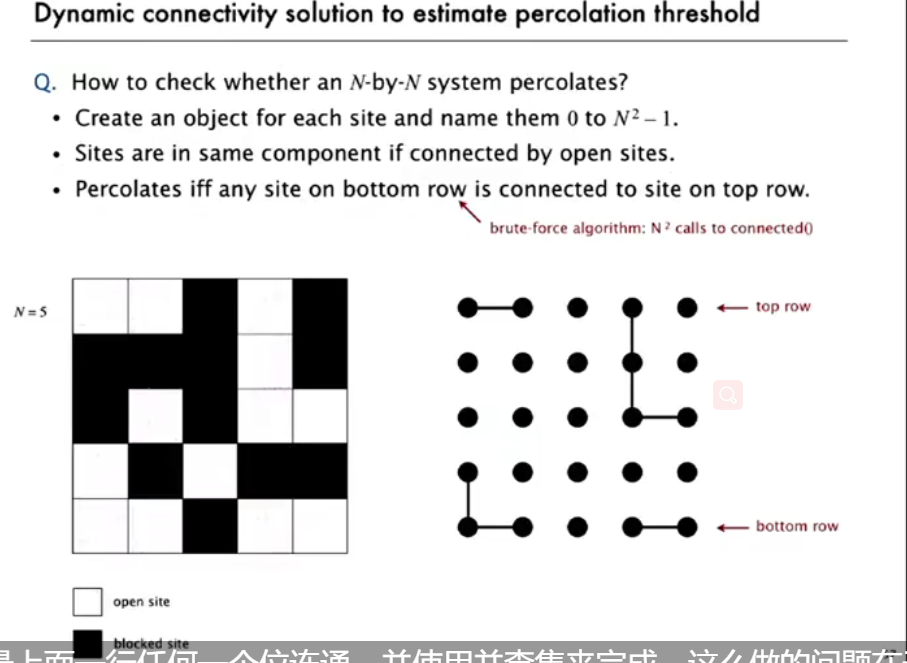 Dynamic connectivity solution to estimate percolation threshold
Q. How to check whether an N-by-N system percolates?
• Create an object for each site and name them 0 to N² – 1.
• Sites are in same component if connected by open sites.
• Percolates iff any site on bottom row is connected to site on top row.
brute-force algorithm: N² calls to connected()
N = 5
top row
bottom row
open site
blocked site
是上面一行任何一个位连通，并使用并查集来完成，这么做的问题在